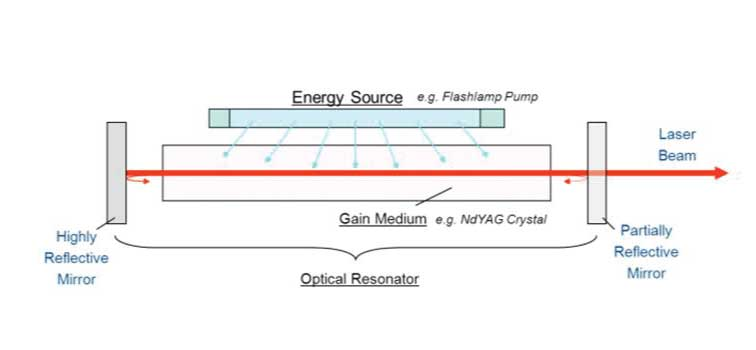 Energy Source e.g. Flashlamp Pump
Laser
Beam
Gain Medium e.g. NdYAG Crystal
Highly
Reflective
Mirror
Partially
Reflective
Mirror
Optical Resonator